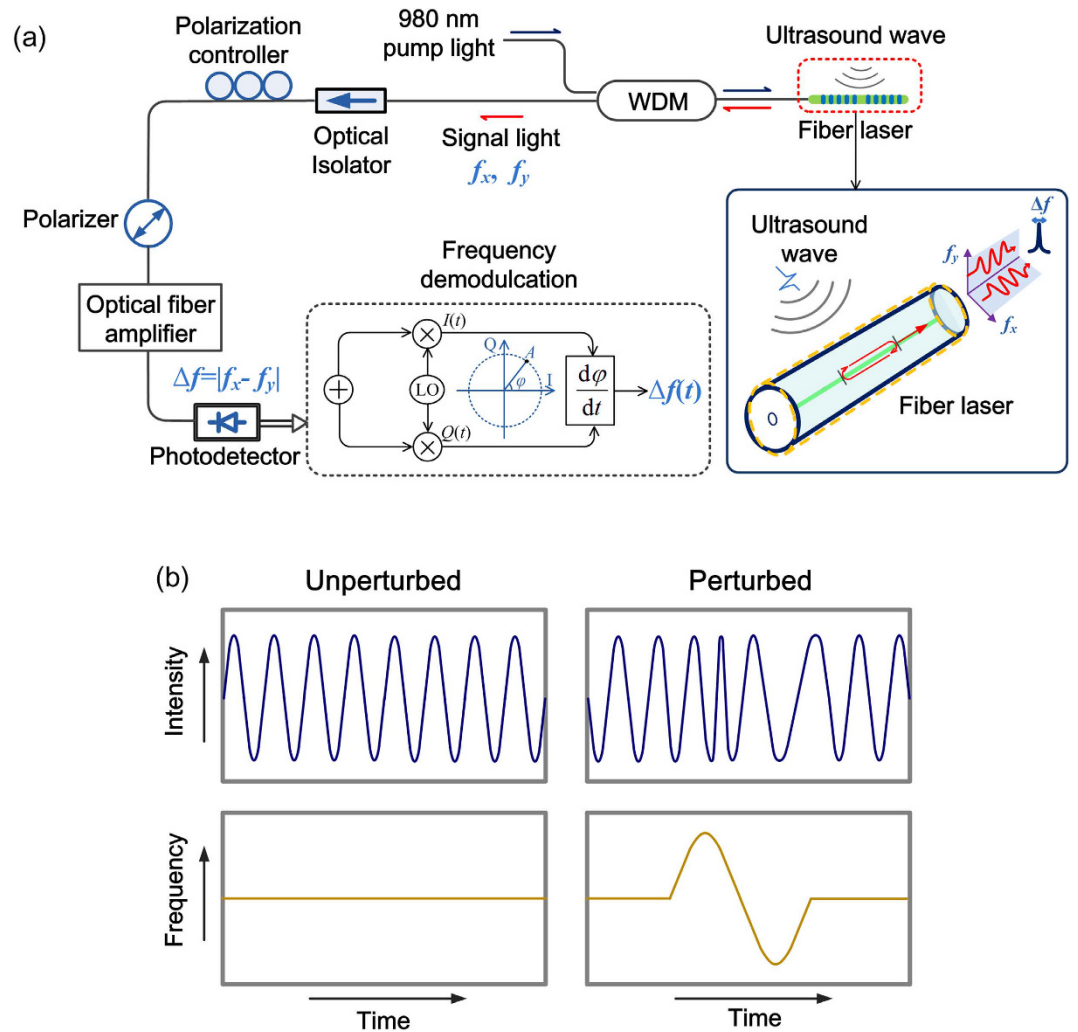 (a)
Polarization
controller
980 nm
pump light
Ultrasound wave
WDM
Optical
Isolator
Signal light
fx, fy
Fiber laser
Polarizer
Optical fiber
amplifier
Δf=|fx- fy|
Photodetector
Frequency
demodulcation
I(t)
LO
Q(t)
Q
A
φ
I
dφ
dt
Δf(t)
Ultrasound
wave
Δf
fy
fx
Fiber laser
(b)
Unperturbed
Perturbed
Intensity
Frequency
Time
Time